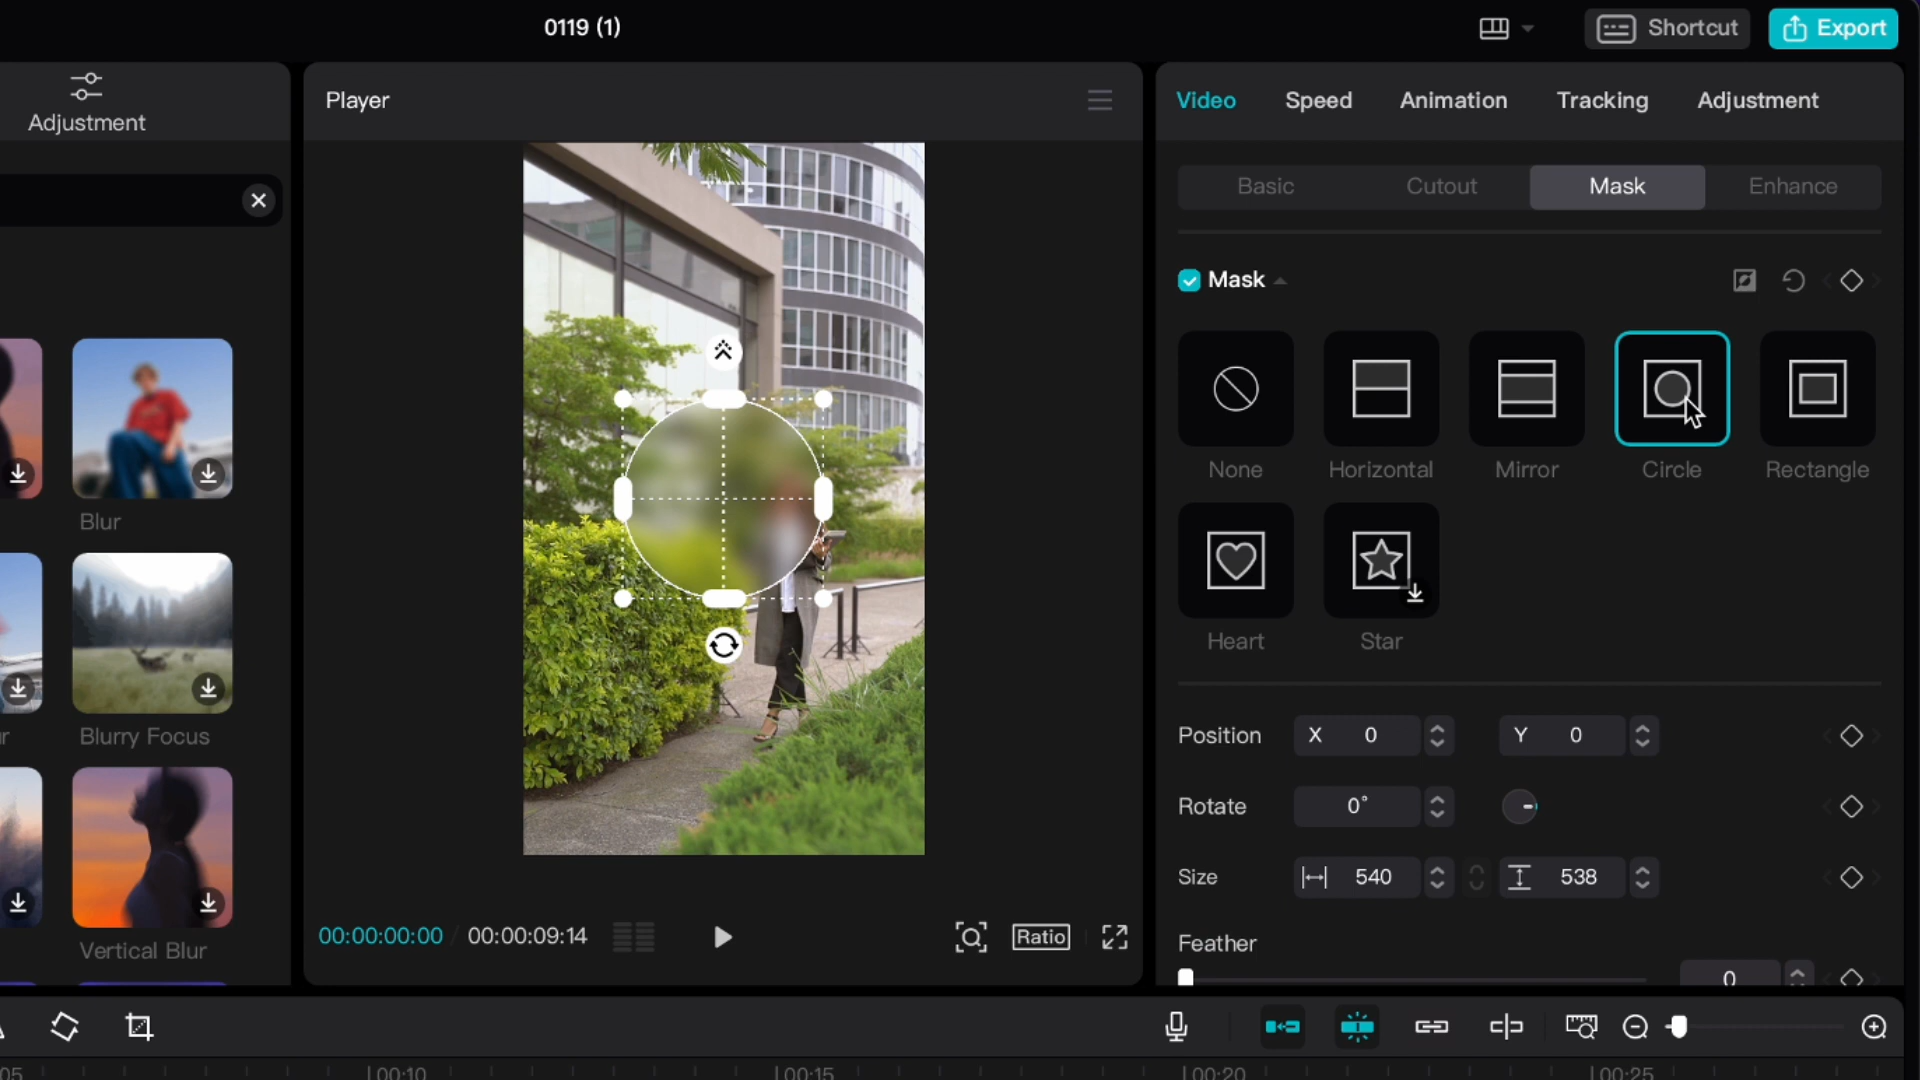 0119 (1)
Shortcut
Export
Adjustment
Player
Video
Speed
Animation
Tracking
Adjustment
Basic
Cutout
Mask
Enhance
Mask
None
Horizontal
Mirror
Circle
Rectangle
Heart
Star
Blur
Blurry Focus
Vertical Blur
Position
X 0
Y 0
Rotate
0°
Size
540
538
Feather
0
00:00:00:00 / 00:00:09:14
Ratio
05
00:10
00:15
00:20
00:25